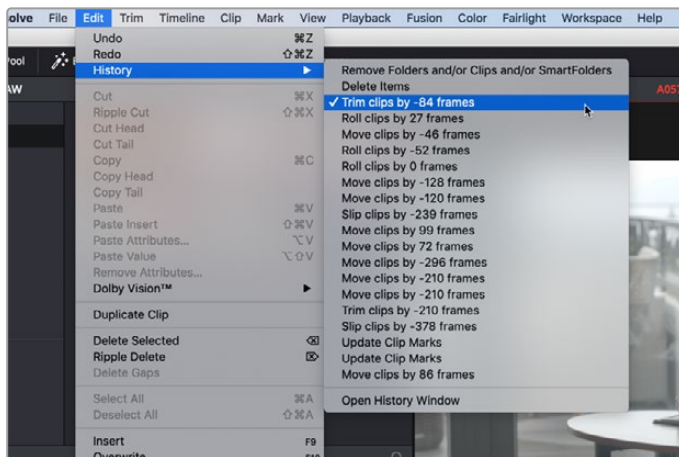 olve File Edit Trim Timeline Clip Mark View Playback Fusion Color Fairlight Workspace Help
ool
AW
A057
Undo ⌘Z
Redo ⇧⌘Z
History ▶
Cut ⌘X
Ripple Cut ⇧⌘X
Cut Head
Cut Tail
Copy ⌘C
Copy Head
Copy Tail
Paste ⌘V
Paste Insert ⇧⌘V
Paste Attributes... ⌥V
Paste Value ⌥⇧V
Remove Attributes...
Dolby Vision™ ▶
Duplicate Clip
Delete Selected ⌫
Ripple Delete ⌦
Delete Gaps
Select All ⌘A
Deselect All ⇧⌘A
Insert F9
Overwrite F10
Remove Folders and/or Clips and/or SmartFolders
Delete Items
✓ Trim clips by -84 frames
Roll clips by 27 frames
Move clips by -46 frames
Roll clips by -52 frames
Roll clips by 0 frames
Move clips by -128 frames
Move clips by -120 frames
Slip clips by -239 frames
Move clips by 99 frames
Move clips by 72 frames
Move clips by -296 frames
Move clips by -210 frames
Move clips by -210 frames
Trim clips by -210 frames
Slip clips by -378 frames
Update Clip Marks
Update Clip Marks
Move clips by 86 frames
Open History Window